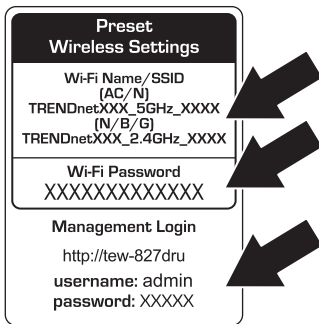 Preset
Wireless Settings
Wi-Fi Name/SSID
(AC/N)
TRENDnetXXX_5GHz_XXXX
(N/B/G)
TRENDnetXXX_2.4GHz_XXXX
Wi-Fi Password
XXXXXXXXXXXXX
Management Login
http://tew-827dru
username: admin
password: XXXXX